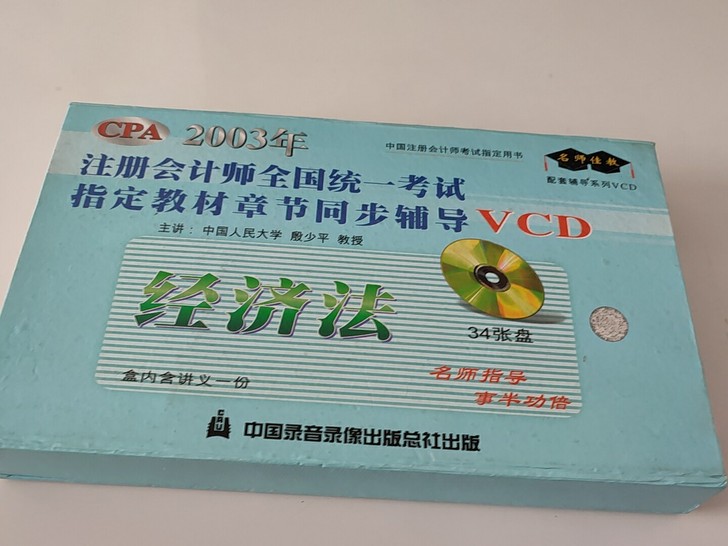 CPA 2003年
中国注册会计师考试指定用书
名师佳教
配套辅导系列VCD
注册会计师全国统一考试
指定教材章节同步辅导 VCD
主讲：中国人民大学 殷少平 教授
经济法
34张盘
盒内含讲义一份
名师指导
事半功倍
中国录音录像出版总社出版